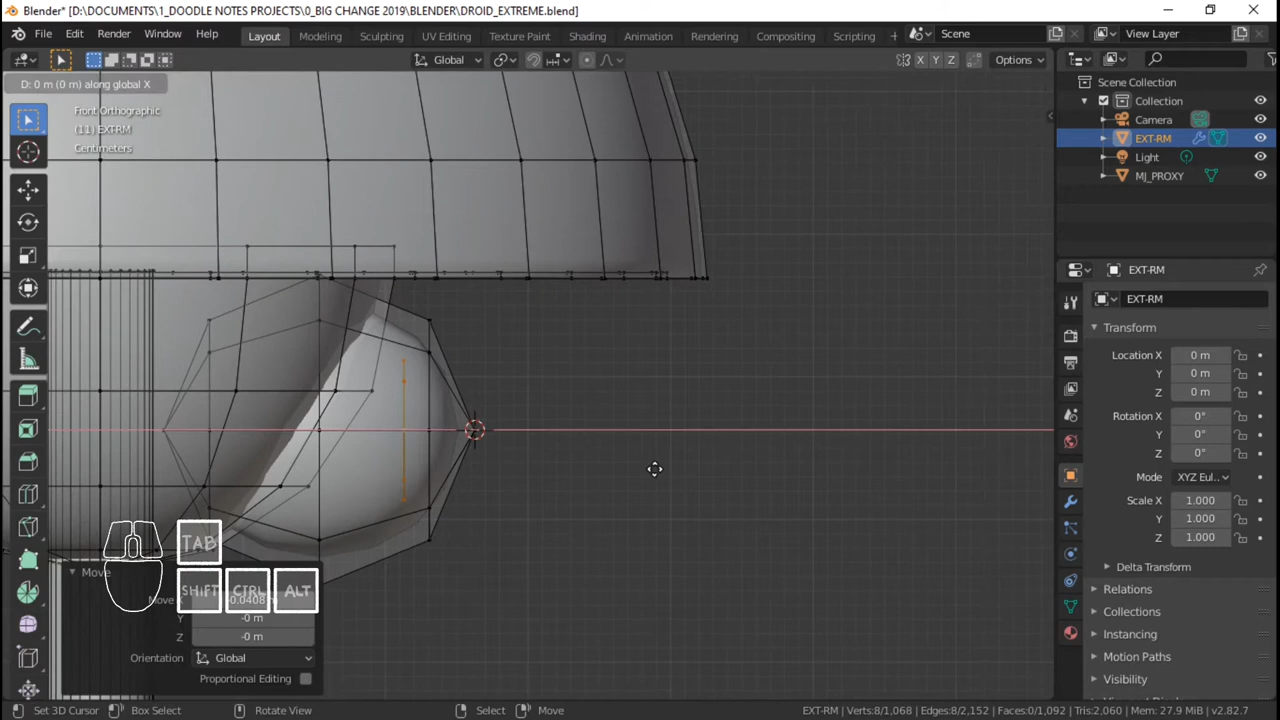 Blender* [D:\DOCUMENTS\1_DOODLE NOTES PROJECTS\0_BIG CHANGE 2019\BLENDER\DROID_EXTREME.blend]
File Edit Render Window Help Layout Modeling Sculpting UV Editing Texture Paint Shading Animation Rendering Compositing Scripting + Scene View Layer
Global X Y Z Options
D: 0 m (0 m) along global X
Front Orthographic
(11) EXT-RM
Centimeters
Scene Collection
Collection
Camera
EXT-RM
Light
MJ_PROXY
EXT-RM
EXT-RM
Transform
Location X 0 m
Y 0 m
Z 0 m
Rotation X 0°
Y 0°
Z 0°
Mode XYZ Eul..
Scale X 1.000
Y 1.000
Z 1.000
Delta Transform
Relations
Collections
Instancing
Motion Paths
Visibility
TAB
SHIFT CTRL ALT
Move
Move X -0.0408
Y -0 m
Z -0 m
Orientation Global
Proportional Editing
Set 3D Cursor Box Select Rotate View Select Move EXT-RM | Verts:8/1,068 | Edges:8/2,152 | Faces:0/1,092 | Tris:2,060 | Mem: 27.9 MiB | v2.82.7